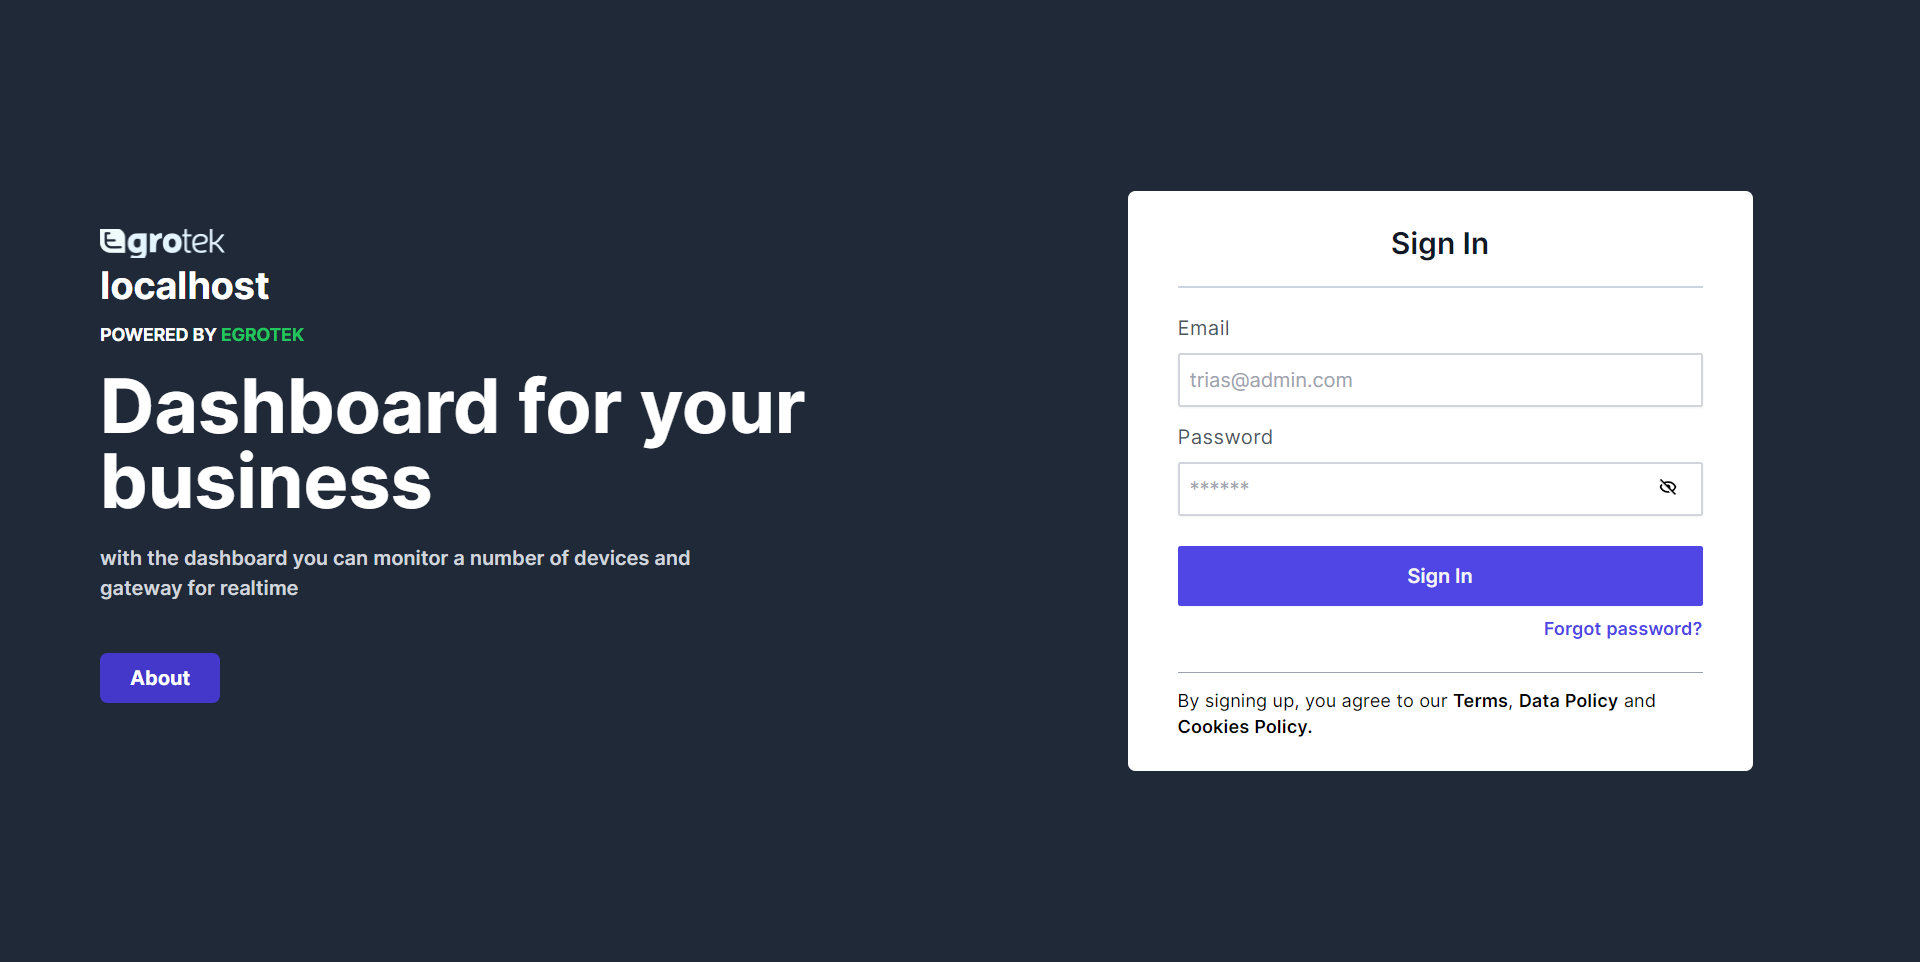 Egrotek
localhost
POWERED BY EGROTEK
Dashboard for your
business
with the dashboard you can monitor a number of devices and
gateway for realtime
About
Sign In
Email
trias@admin.com
Password
******
Sign In
Forgot password?
By signing up, you agree to our Terms, Data Policy and
Cookies Policy.